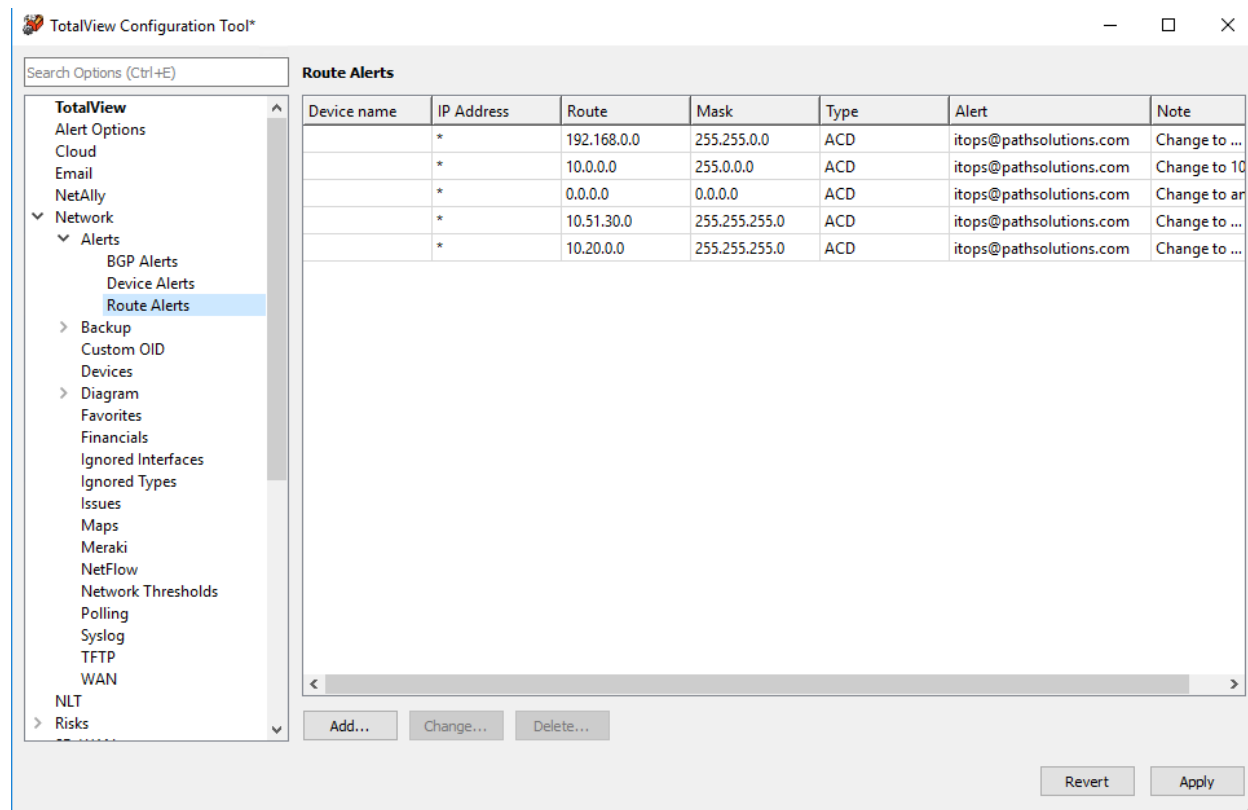 TotalView Configuration Tool*
Search Options (Ctrl+E)
TotalView
Alert Options
Cloud
Email
NetAlly
Network
Alerts
BGP Alerts
Device Alerts
Route Alerts
Backup
Custom OID
Devices
Diagram
Favorites
Financials
Ignored Interfaces
Ignored Types
Issues
Maps
Meraki
NetFlow
Network Thresholds
Polling
Syslog
TFTP
WAN
NLT
Risks
Route Alerts
Device name IP Address Route Mask Type Alert Note
* 192.168.0.0 255.255.0.0 ACD itops@pathsolutions.com Change to ...
* 10.0.0.0 255.0.0.0 ACD itops@pathsolutions.com Change to 10
* 0.0.0.0 0.0.0.0 ACD itops@pathsolutions.com Change to an
* 10.51.30.0 255.255.255.0 ACD itops@pathsolutions.com Change to ...
* 10.20.0.0 255.255.255.0 ACD itops@pathsolutions.com Change to ...
Add... Change... Delete...
Revert Apply